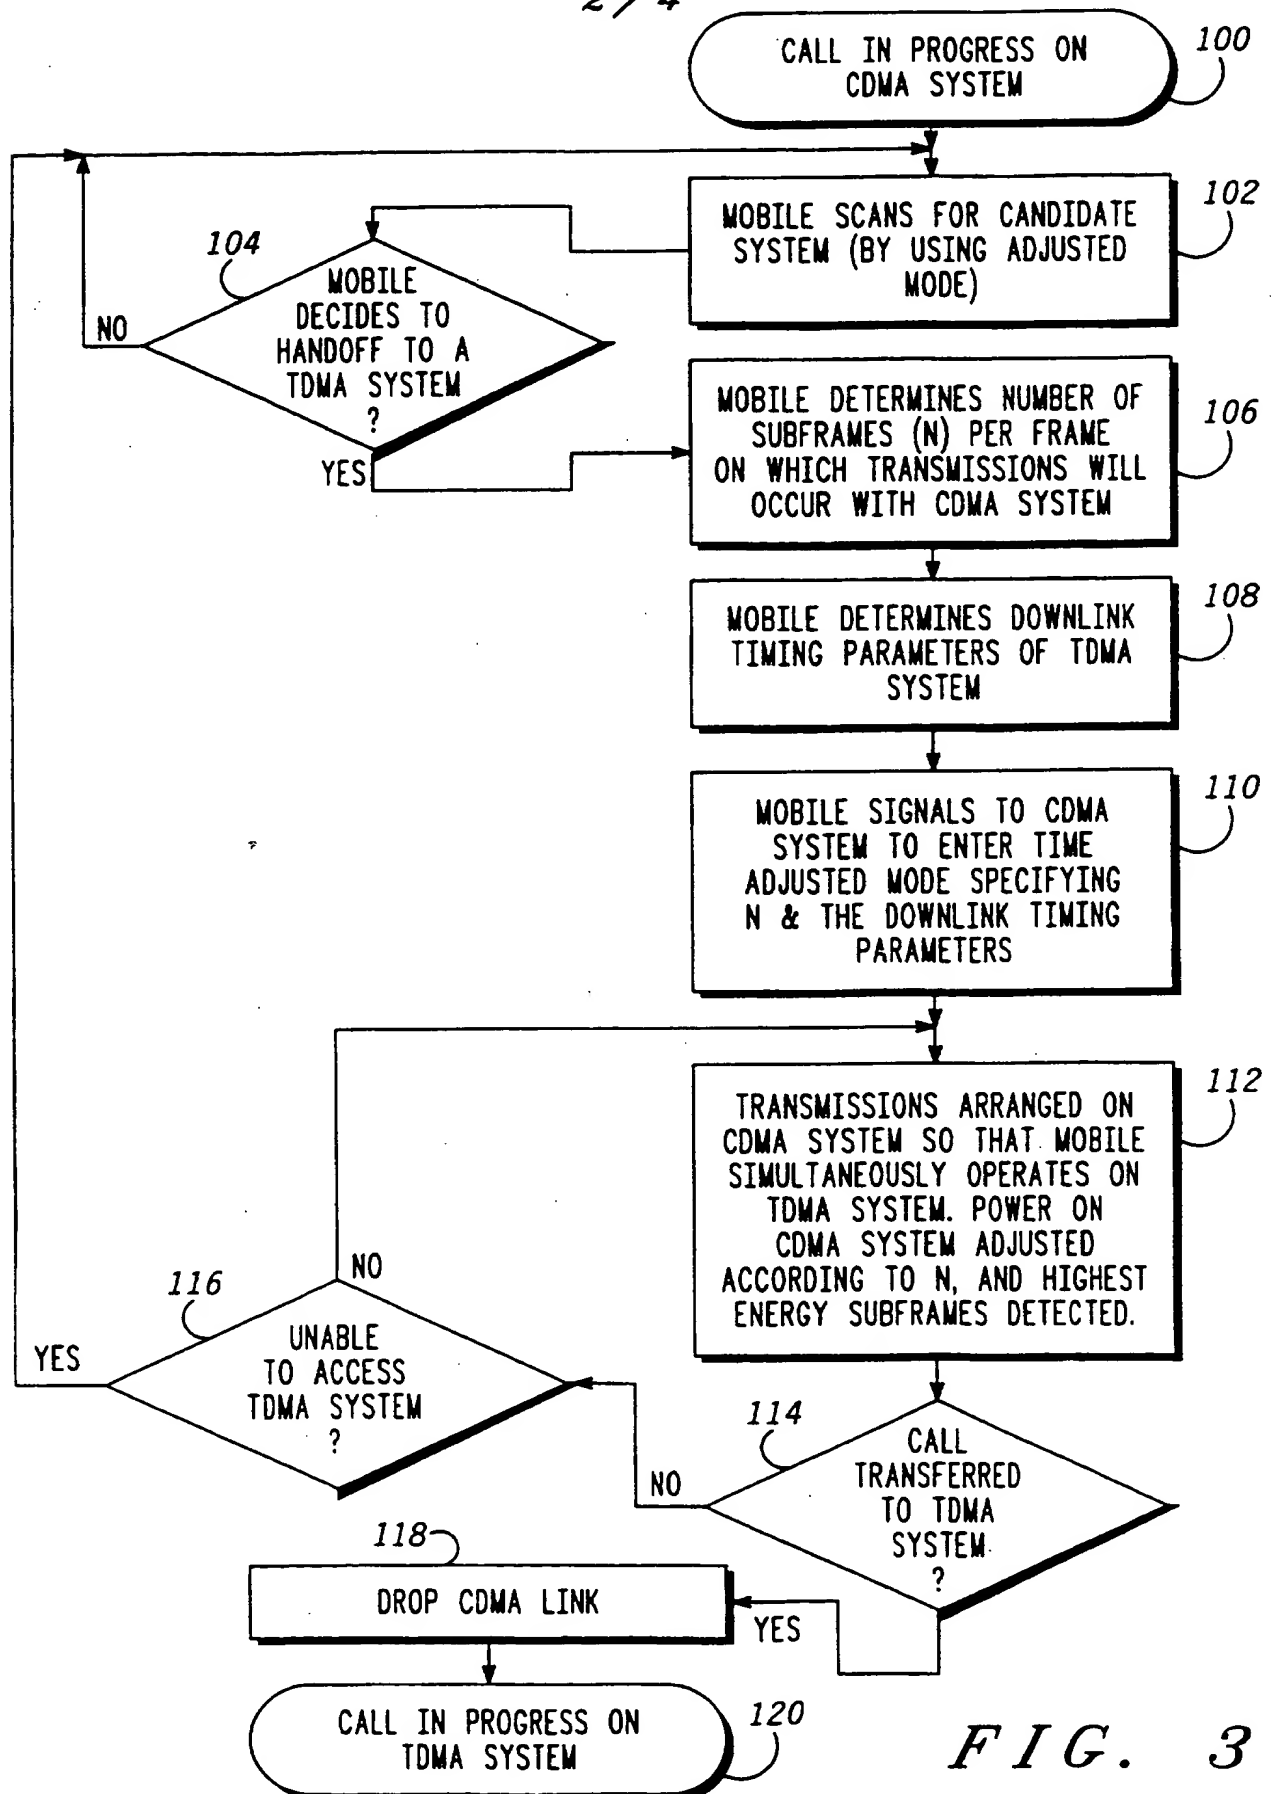 2/4
CALL IN PROGRESS ON
CDMA SYSTEM
100
MOBILE SCANS FOR CANDIDATE
SYSTEM (BY USING ADJUSTED
MODE)
102
104
MOBILE
DECIDES TO
HANDOFF TO A
TDMA SYSTEM
?
NO
YES
MOBILE DETERMINES NUMBER OF
SUBFRAMES (N) PER FRAME
ON WHICH TRANSMISSIONS WILL
OCCUR WITH CDMA SYSTEM
106
MOBILE DETERMINES DOWNLINK
TIMING PARAMETERS OF TDMA
SYSTEM
108
MOBILE SIGNALS TO CDMA
SYSTEM TO ENTER TIME
ADJUSTED MODE SPECIFYING
N & THE DOWNLINK TIMING
PARAMETERS
110
TRANSMISSIONS ARRANGED ON
CDMA SYSTEM SO THAT MOBILE
SIMULTANEOUSLY OPERATES ON
TDMA SYSTEM. POWER ON
CDMA SYSTEM ADJUSTED
ACCORDING TO N, AND HIGHEST
ENERGY SUBFRAMES DETECTED.
112
116
NO
YES
UNABLE
TO ACCESS
TDMA SYSTEM
?
114
CALL
TRANSFERRED
TO TDMA
SYSTEM
?
NO
YES
118
DROP CDMA LINK
CALL IN PROGRESS ON
TDMA SYSTEM
120
FIG. 3